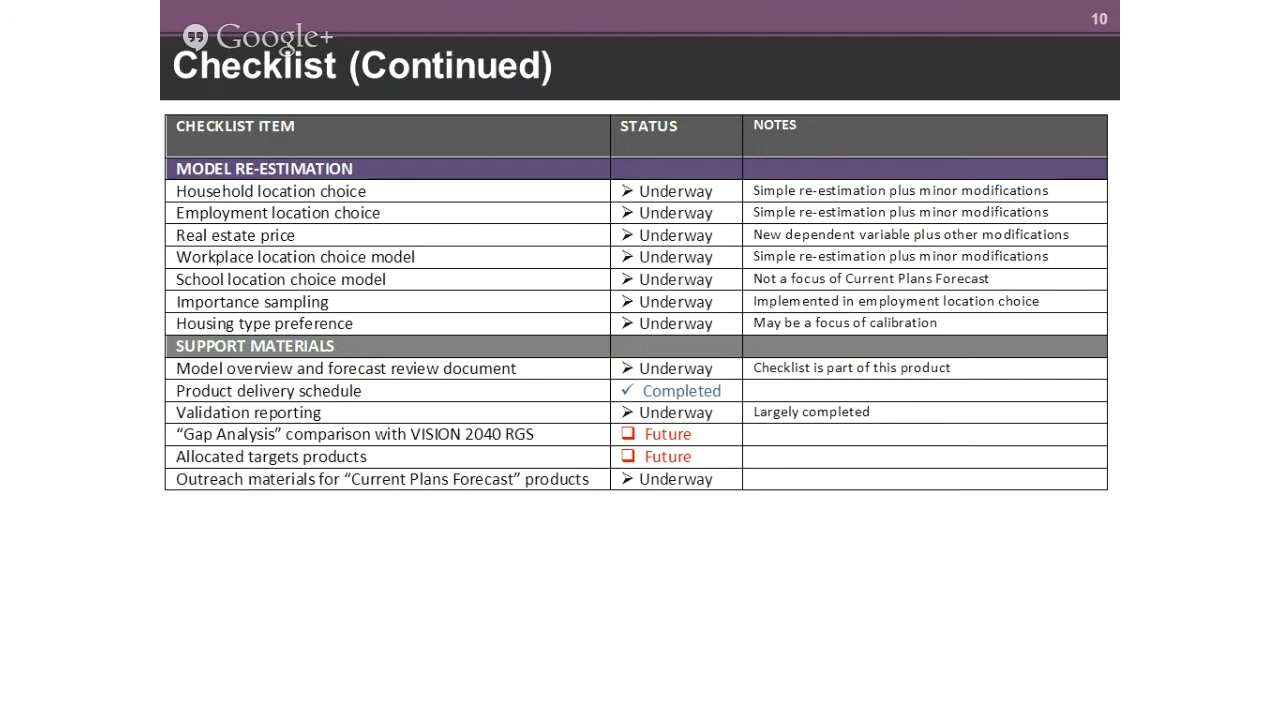 10
Google+
Checklist (Continued)
CHECKLIST ITEM STATUS NOTES
MODEL RE-ESTIMATION
Household location choice ➢ Underway Simple re-estimation plus minor modifications
Employment location choice ➢ Underway Simple re-estimation plus minor modifications
Real estate price ➢ Underway New dependent variable plus other modifications
Workplace location choice model ➢ Underway Simple re-estimation plus minor modifications
School location choice model ➢ Underway Not a focus of Current Plans Forecast
Importance sampling ➢ Underway Implemented in employment location choice
Housing type preference ➢ Underway May be a focus of calibration
SUPPORT MATERIALS
Model overview and forecast review document ➢ Underway Checklist is part of this product
Product delivery schedule ✓ Completed
Validation reporting ➢ Underway Largely completed
“Gap Analysis” comparison with VISION 2040 RGS ❑ Future
Allocated targets products ❑ Future
Outreach materials for “Current Plans Forecast” products ➢ Underway